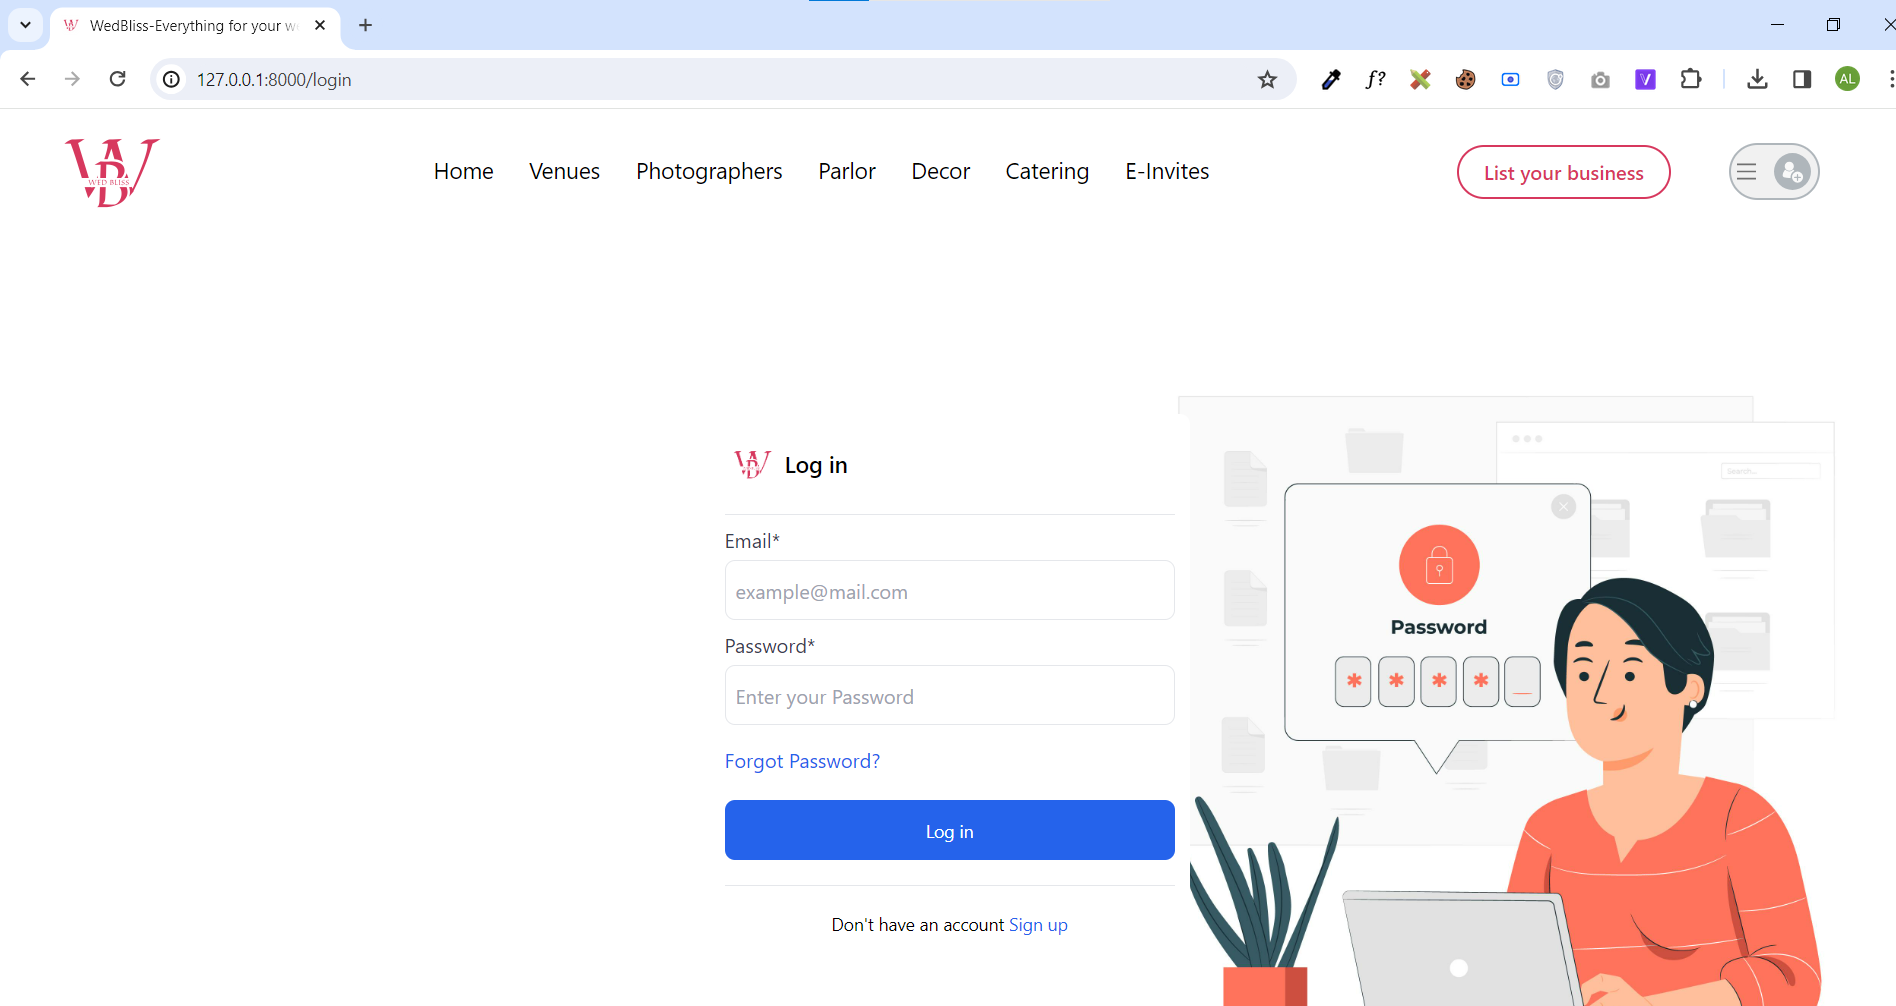 WedBliss-Everything for your w
127.0.0.1:8000/login
AL
WED BLISS
Home Venues Photographers Parlor Decor Catering E-Invites
List your business
Log in
Email*
example@mail.com
Password*
Enter your Password
Forgot Password?
Log in
Don't have an account Sign up
Search...
Password
* * * * _